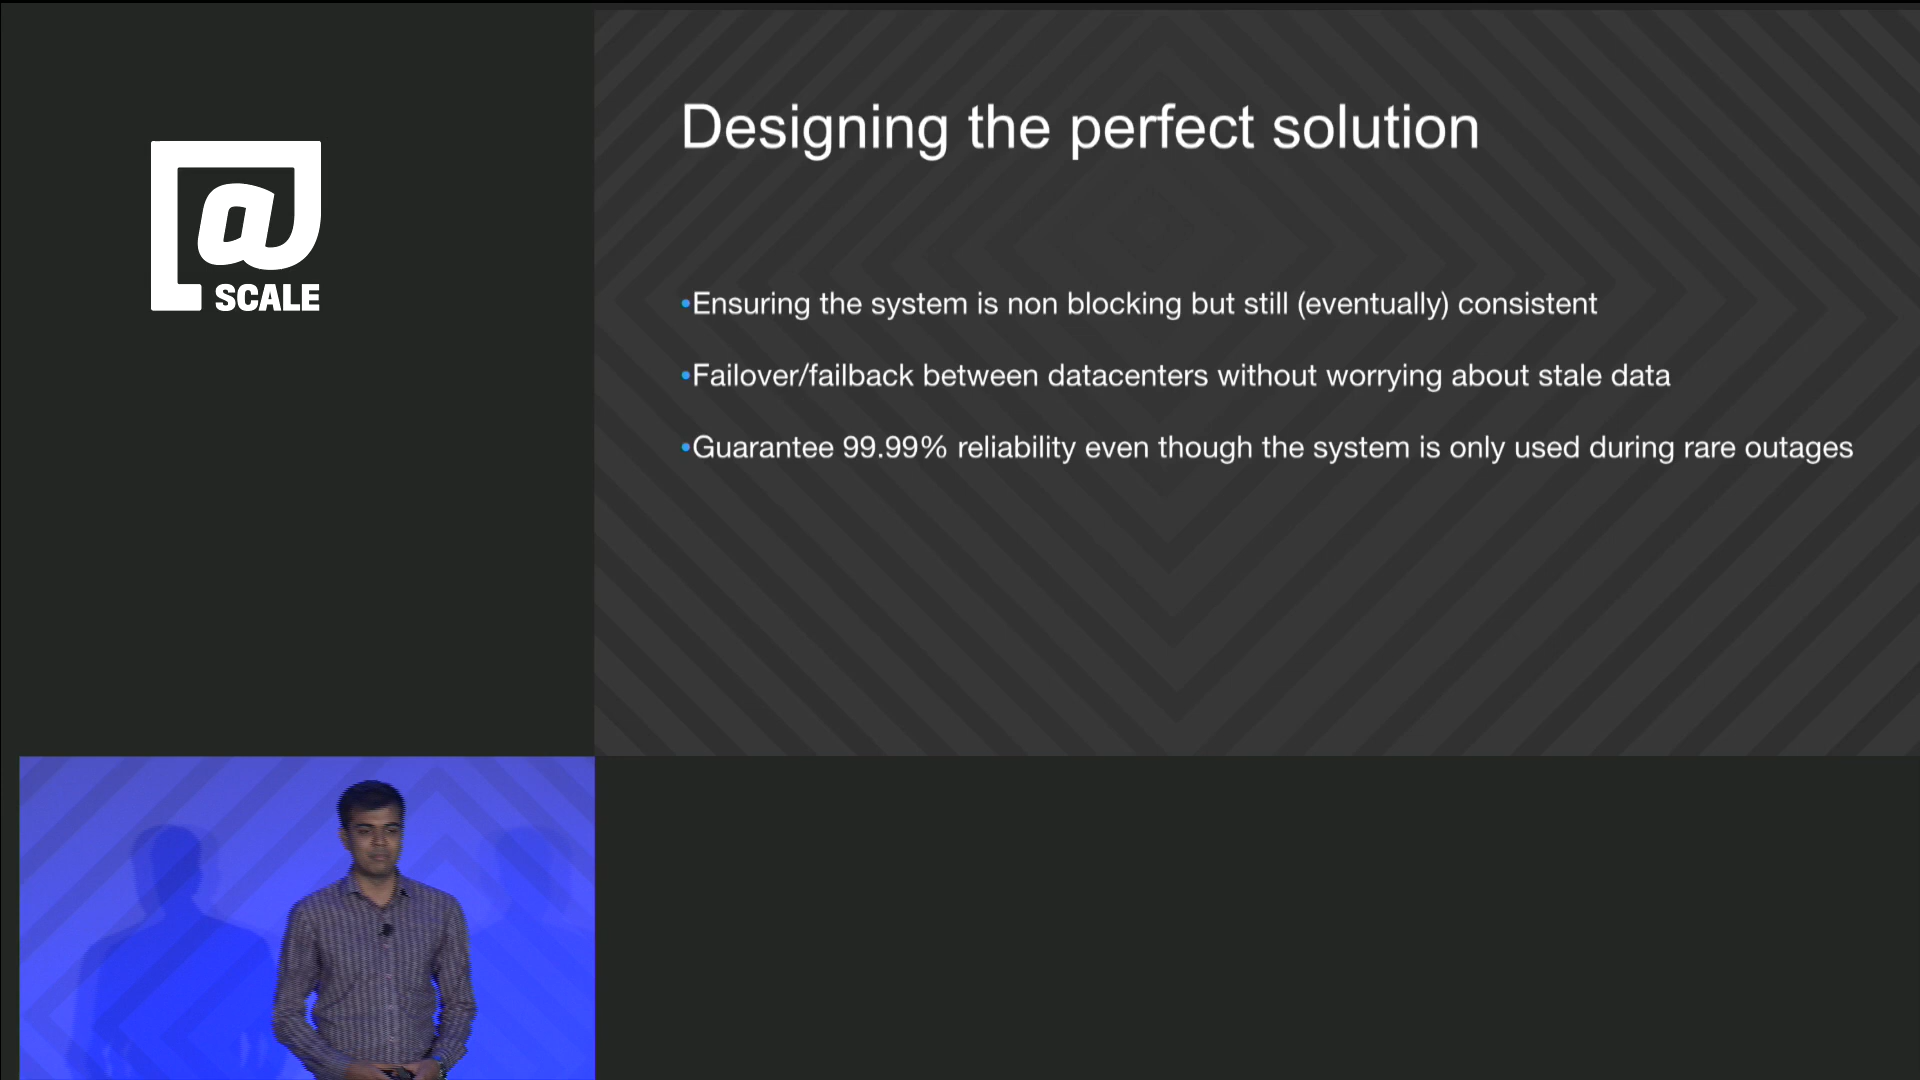 @
SCALE
Designing the perfect solution
•Ensuring the system is non blocking but still (eventually) consistent
•Failover/failback between datacenters without worrying about stale data
•Guarantee 99.99% reliability even though the system is only used during rare outages